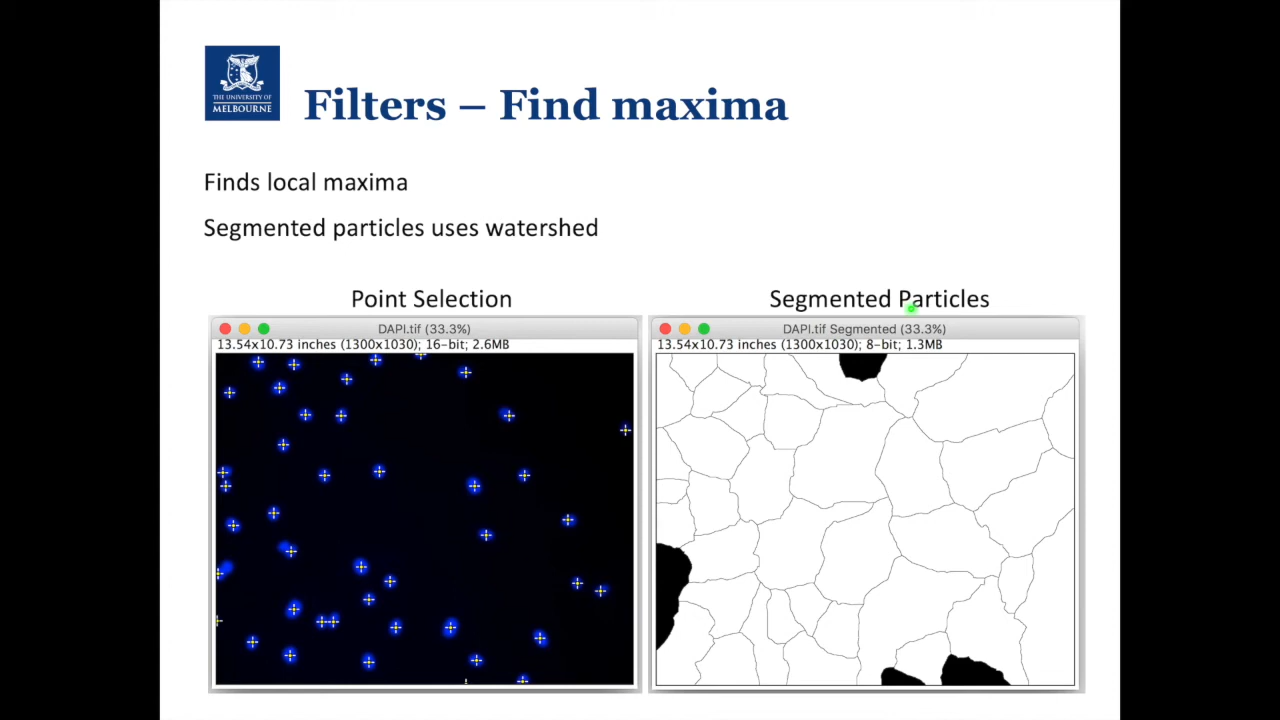 THE UNIVERSITY OF
MELBOURNE
Filters – Find maxima
Finds local maxima
Segmented particles uses watershed
Point Selection
Segmented Particles
DAPI.tif (33.3%)
13.54x10.73 inches (1300x1030); 16-bit; 2.6MB
DAPI.tif Segmented (33.3%)
13.54x10.73 inches (1300x1030); 8-bit; 1.3MB